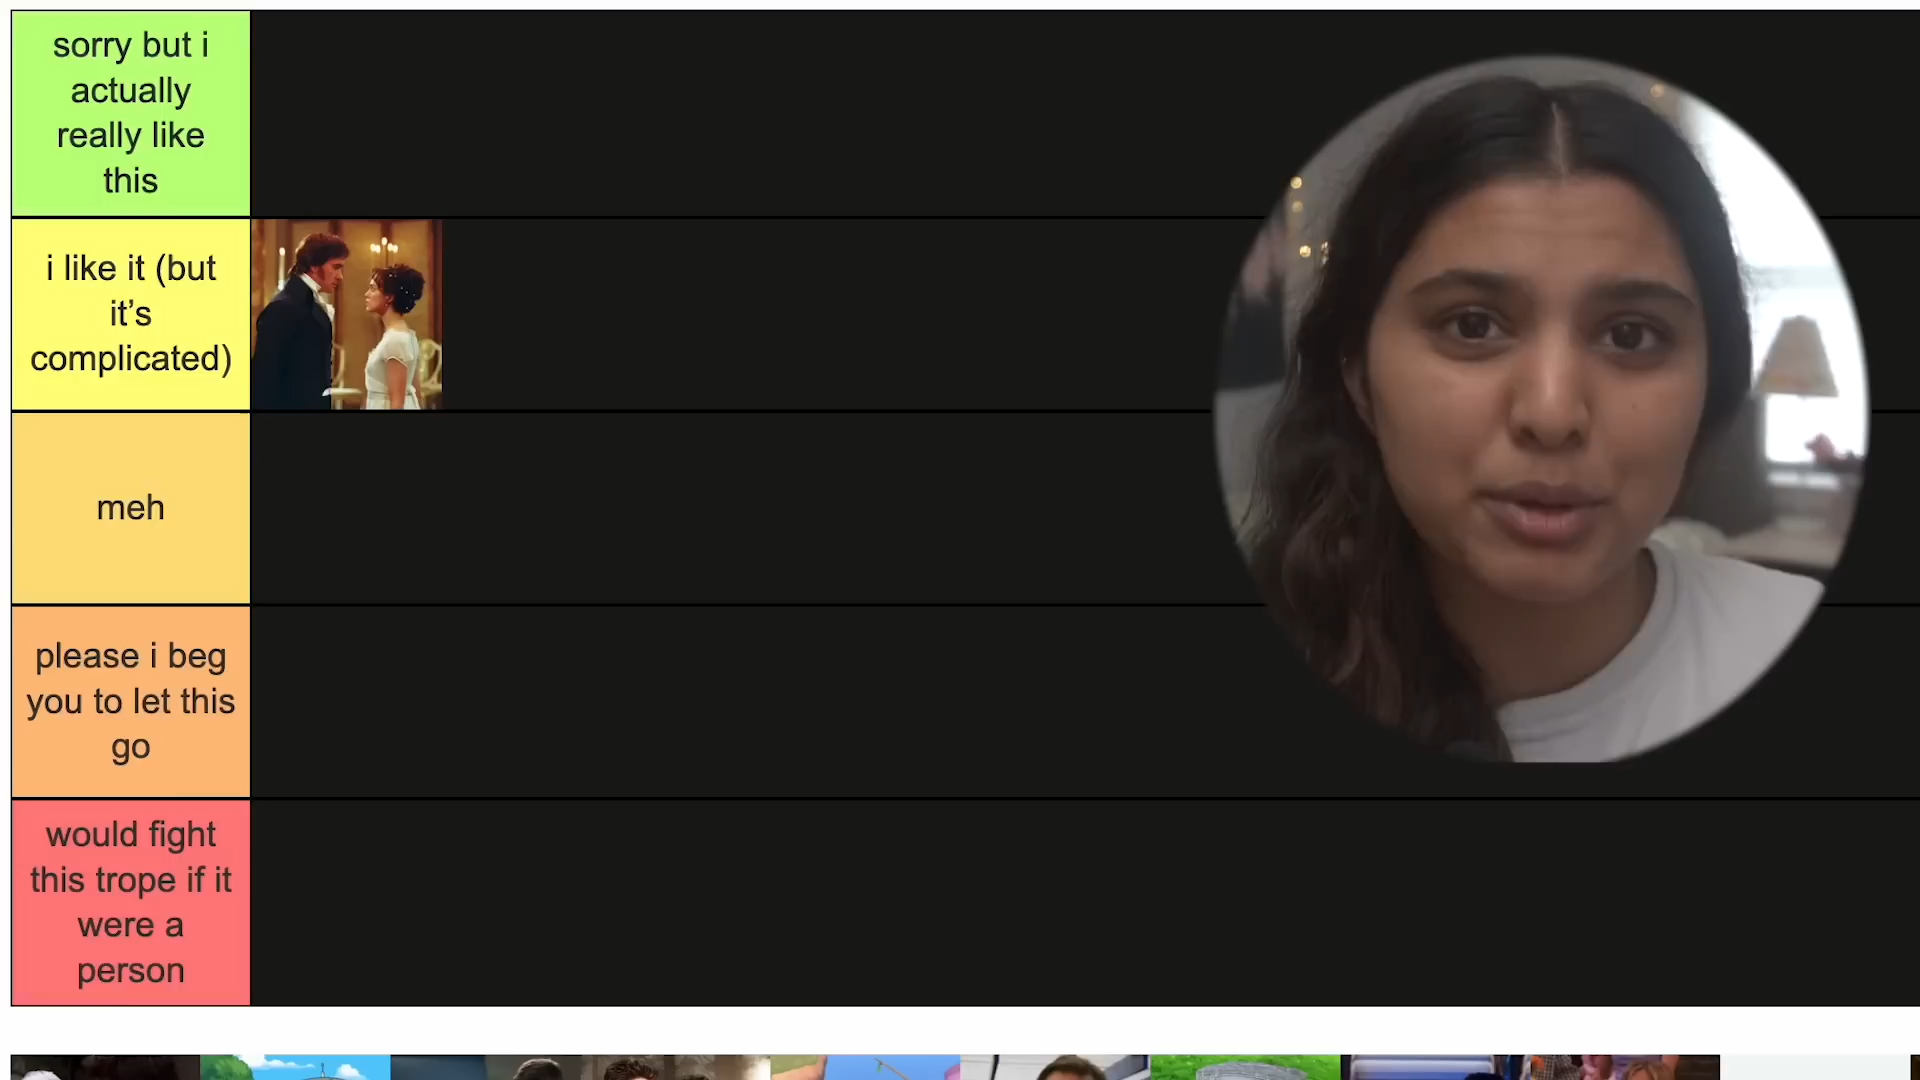 sorry but i
actually
really like
this
i like it (but
it’s
complicated)
meh
please i beg
you to let this
go
would fight
this trope if it
were a
person